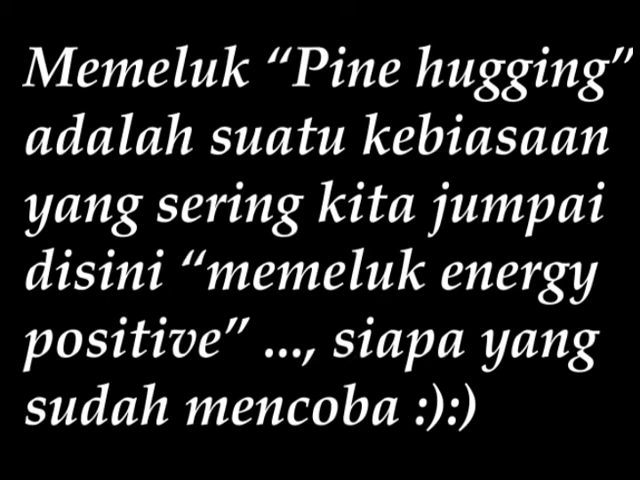 Memeluk “Pine hugging”
adalah suatu kebiasaan
yang sering kita jumpai
disini “memeluk energy
positive” ..., siapa yang
sudah mencoba :):)